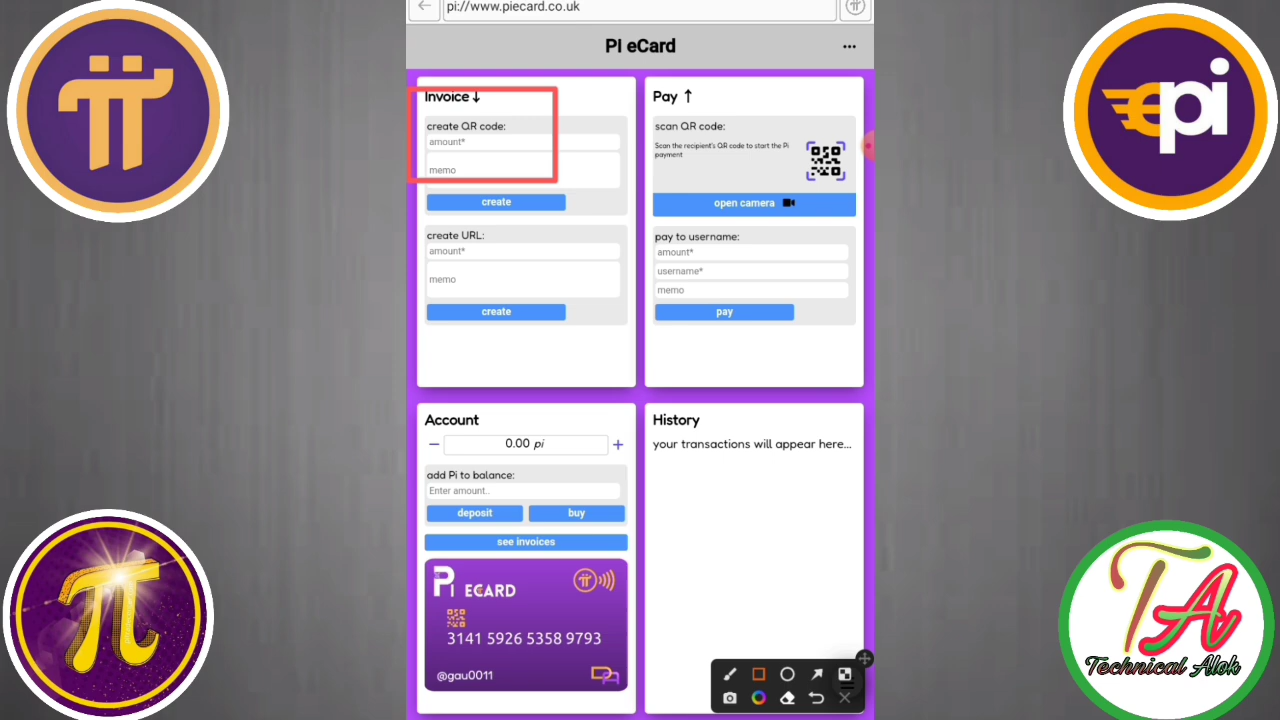 pi://www.piecard.co.uk
Pi eCard
Invoice↓
create QR code:
amount*
memo
create
create URL:
amount*
memo
create
Pay ↑
scan QR code:
Scan the recipient's QR code to start the Pi
payment
open camera
pay to username:
amount*
username*
memo
pay
Account
− 0.00 pi +
add Pi to balance:
Enter amount..
deposit
buy
see invoices
Pi ECARD
3141 5926 5358 9793
@gau0011
History
your transactions will appear here...
epi
TA
Technical Alok